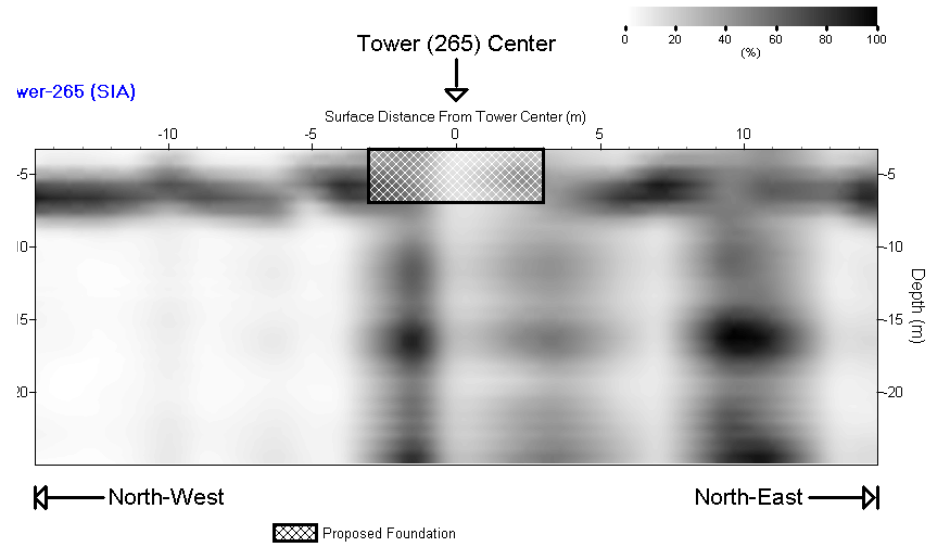 0 20 40 60 80 100
(%)
Tower (265) Center
wer-265 (SIA)
Surface Distance From Tower Center (m)
-10 -5 0 5 10
-5 -5
10 -10
15 -15
20 -20
Depth (m)
North-West North-East
Proposed Foundation